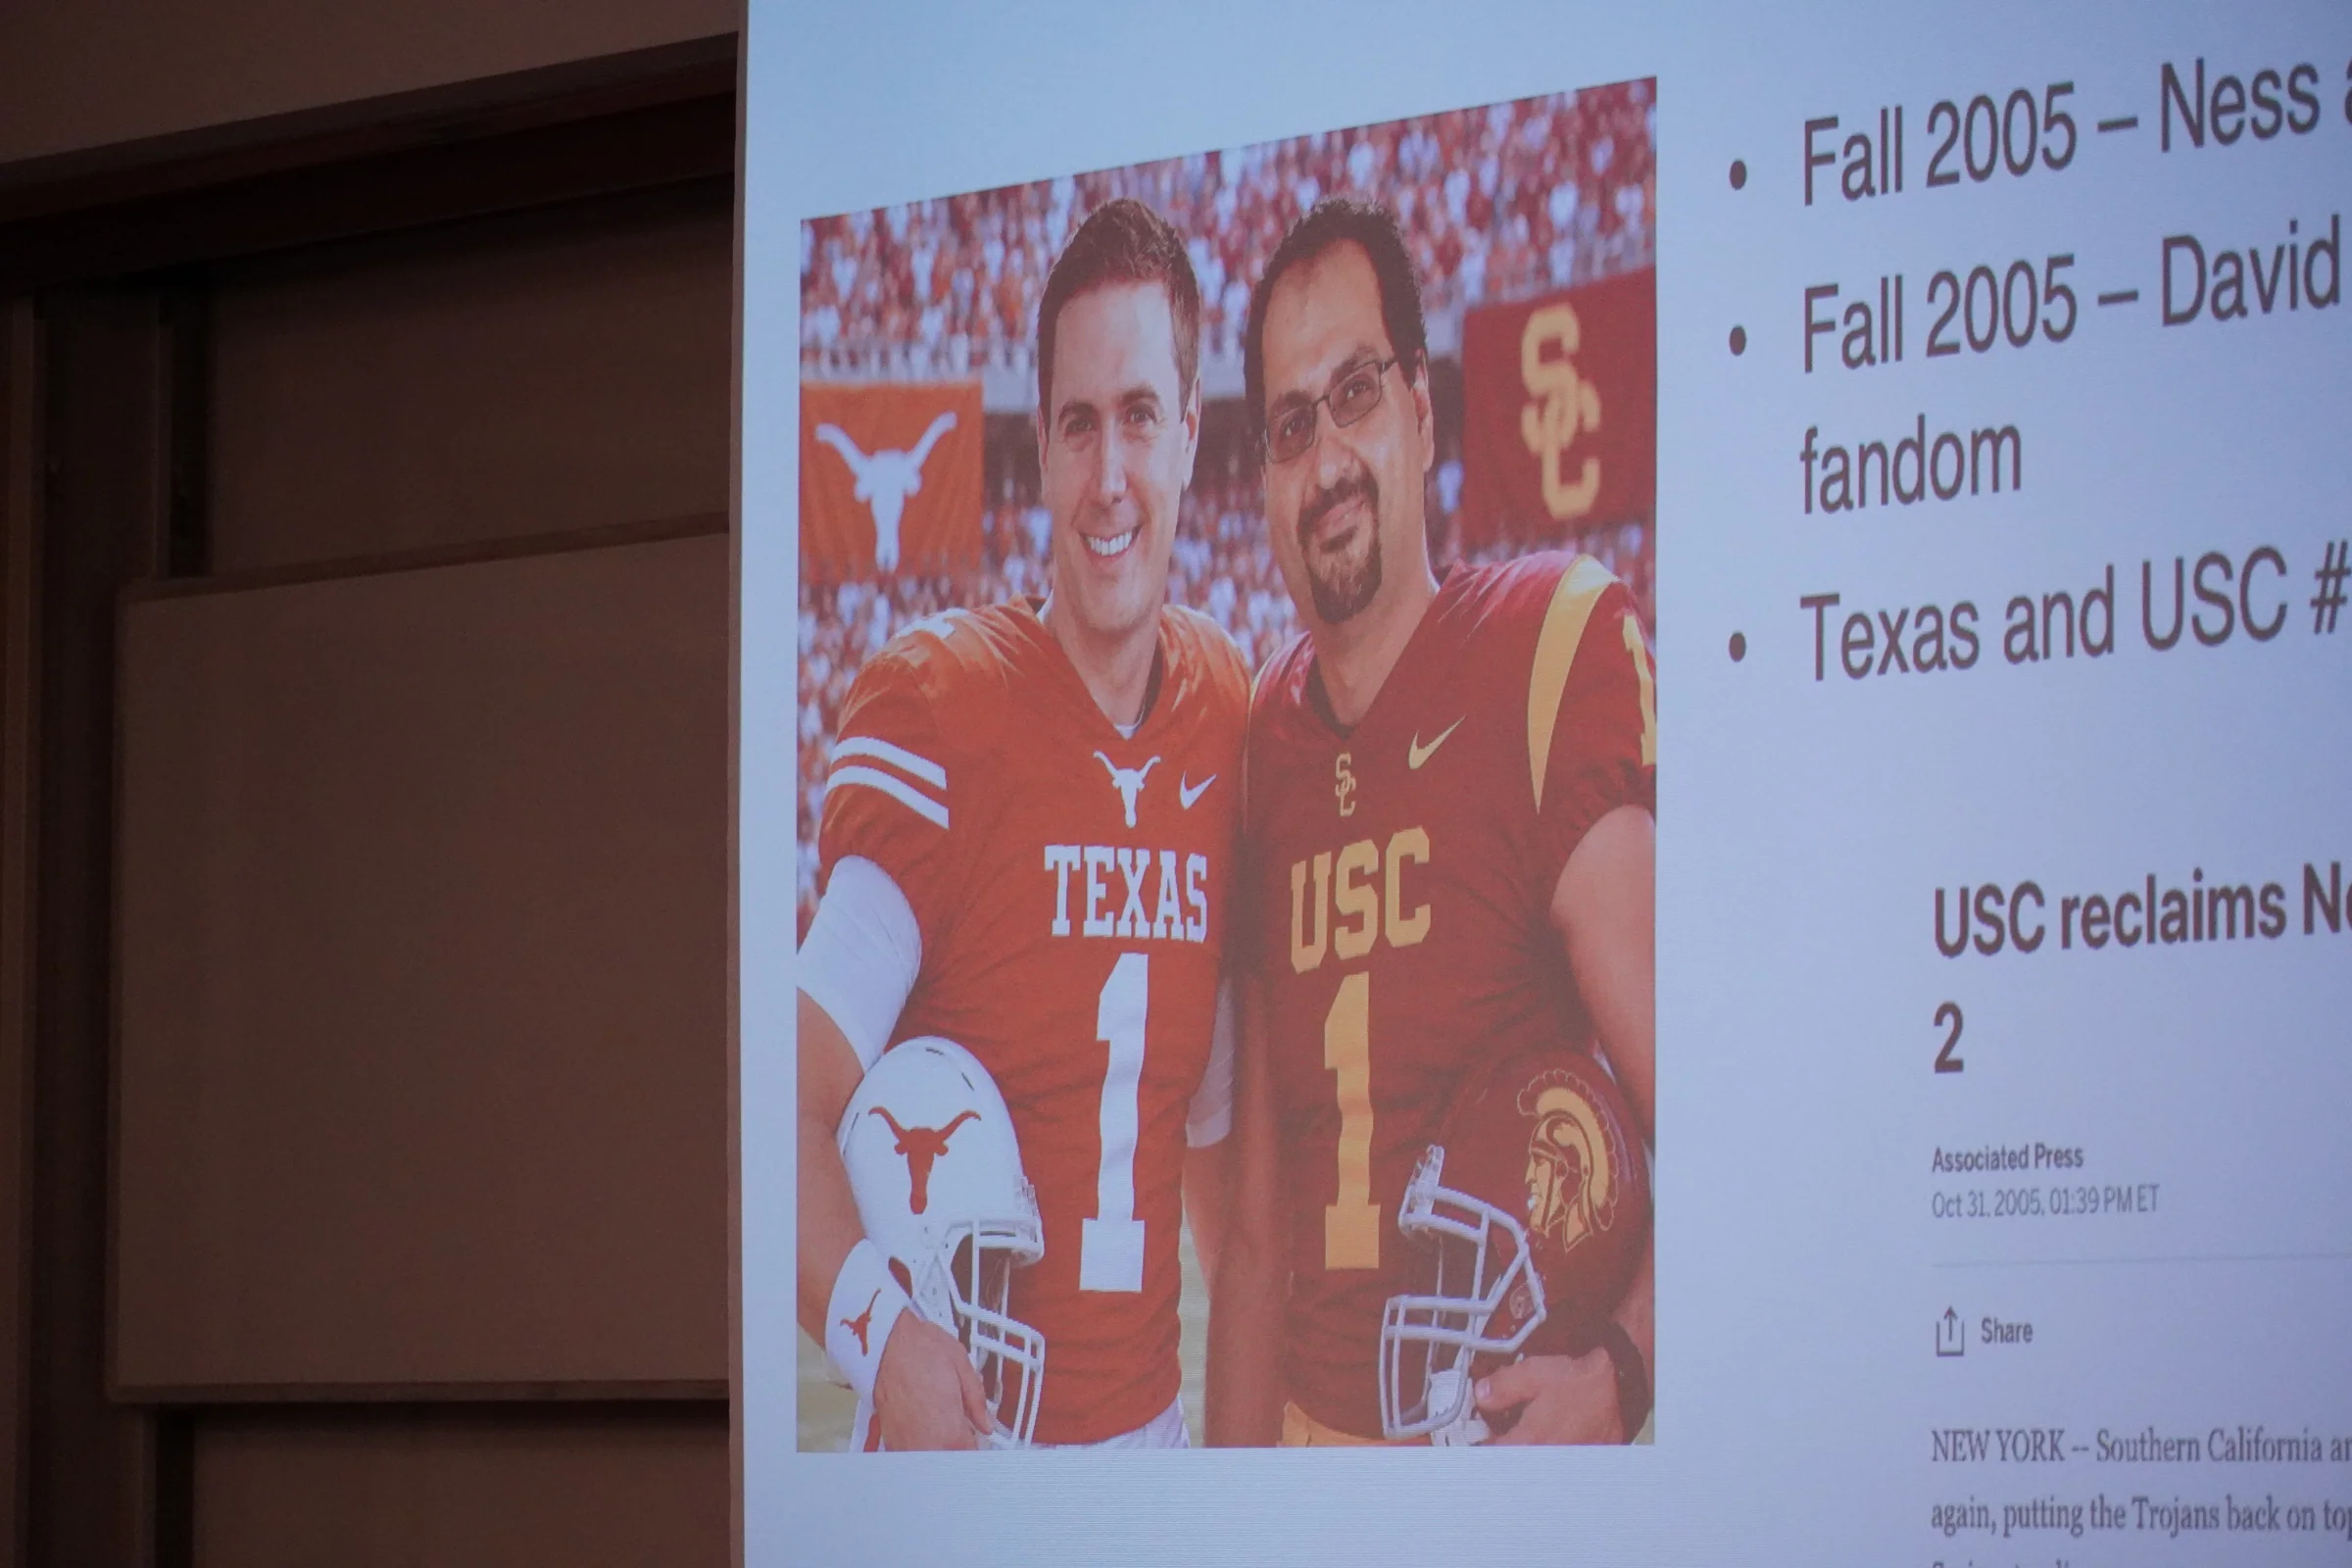 • Fall 2005 – Ness
• Fall 2005 – David
fandom
• Texas and USC #
SC
SC
TEXAS
USC
1
1
USC reclaims
2
Associated Press
Oct 31, 2005, 01:39 PM ET
Share
NEW YORK -- Southern California
again, putting the Trojans back on